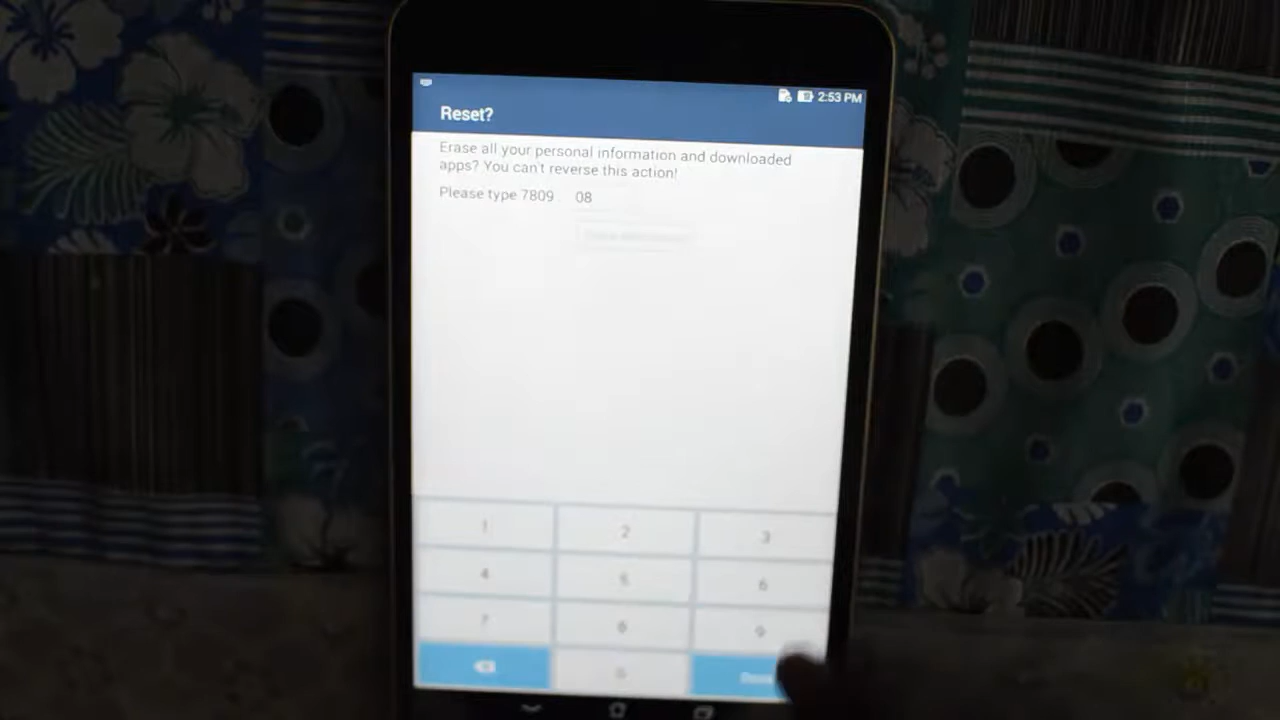 2:53 PM
Reset?
Erase all your personal information and downloaded
apps? You can't reverse this action!
Please type 7809 08
1 2 3
4 5 6
7 8 9
0